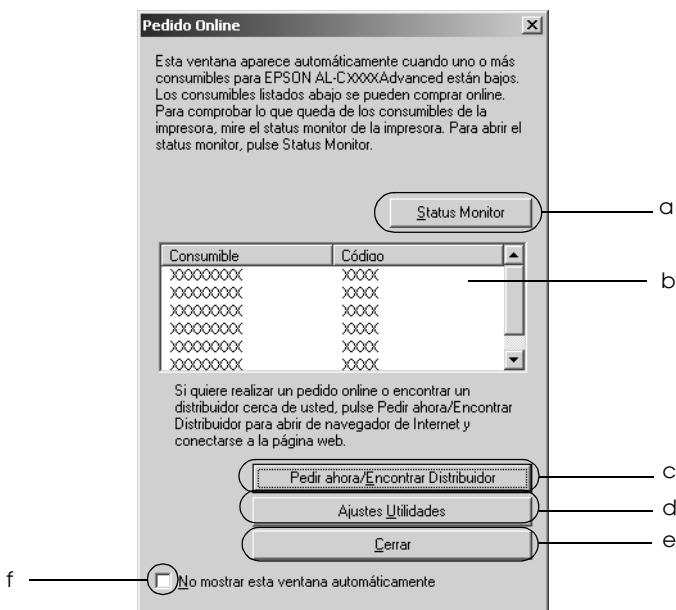 Pedido Online
Esta ventana aparece automáticamente cuando uno o más
consumibles para EPSON AL-CXXXXAdvanced están bajos.
Los consumibles listados abajo se pueden comprar online.
Para comprobar lo que queda de los consumibles de la
impresora, mire el status monitor de la impresora. Para abrir el
status monitor, pulse Status Monitor.
Status Monitor
a
Consumible Código
XXXXXXXX XXXX
b
XXXXXXXX XXXX
XXXXXXXX XXXX
XXXXXXXX XXXX
XXXXXXXX XXXX
XXXXXXXX XXXX
Si quiere realizar un pedido online o encontrar un
distribuidor cerca de usted, pulse Pedir ahora/Encontrar
Distribuidor para abrir de navegador de Internet y
conectarse a la página web.
Pedir ahora/Encontrar Distribuidor
c
Ajustes Utilidades
d
Cerrar
e
f
No mostrar esta ventana automáticamente